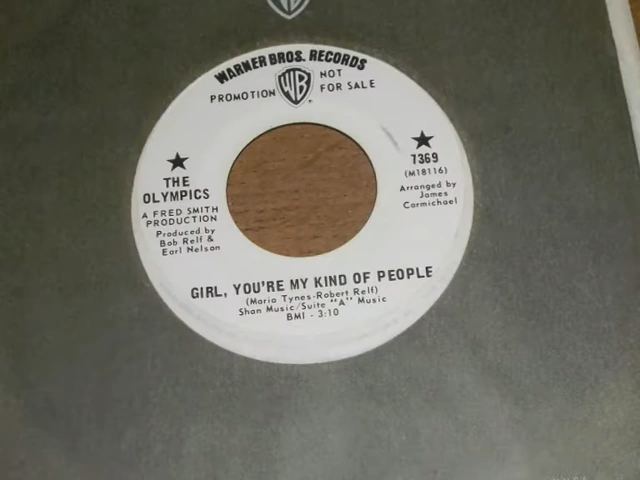 WARNER BROS. RECORDS
PROMOTION WB NOT
FOR SALE
THE
OLYMPICS
A FRED SMITH
PRODUCTION
Produced by
Bob Relf &
Earl Nelson
7369
(M18116)
Arranged by
James
Carmichael
GIRL, YOU'RE MY KIND OF PEOPLE
(Maria Tynes-Robert Relf)
Shan Music/Suite "A" Music
BMI - 3:10